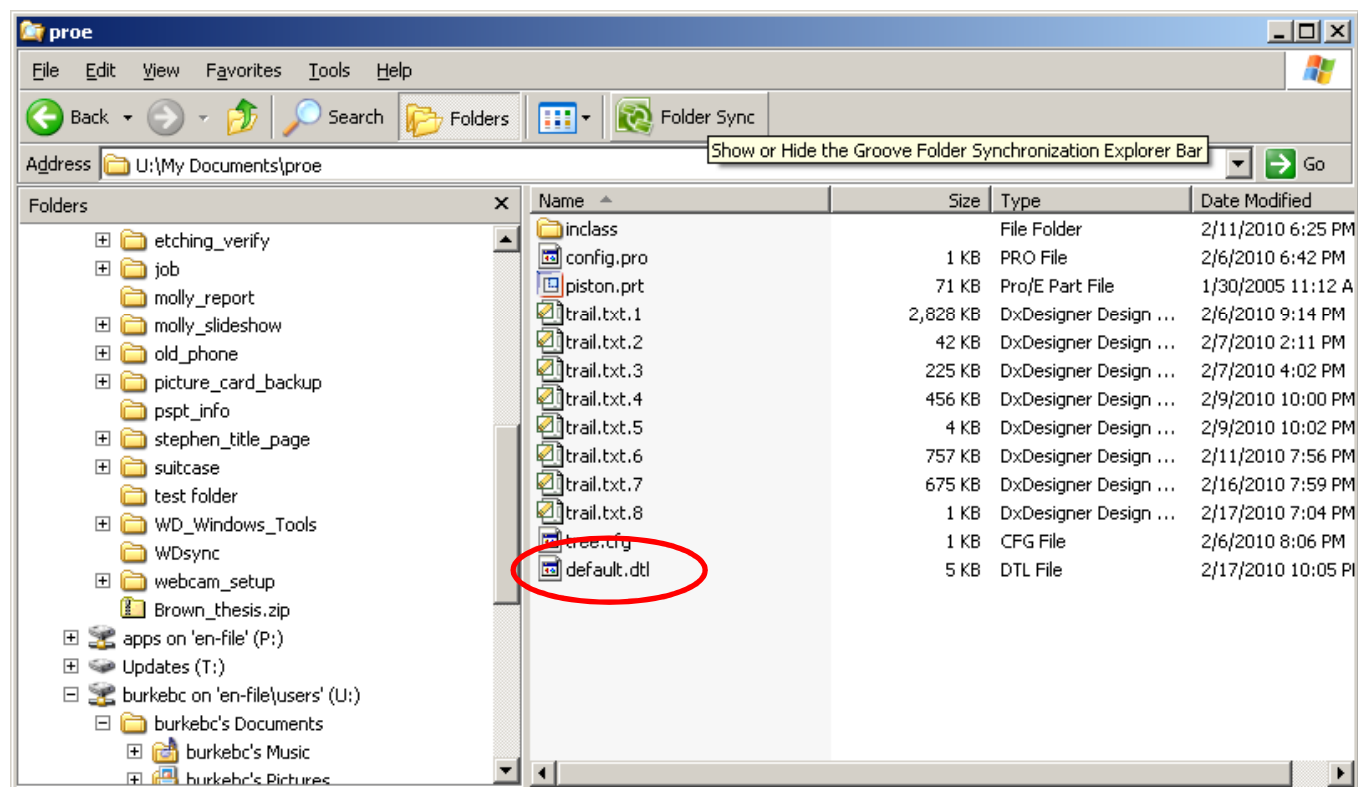 proe
File Edit View Favorites Tools Help
Back Search Folders Folder Sync
Show or Hide the Groove Folder Synchronization Explorer Bar
Address U:\My Documents\proe Go
Folders
etching_verify
job
molly_report
molly_slideshow
old_phone
picture_card_backup
pspt_info
stephen_title_page
suitcase
test folder
WD_Windows_Tools
WDsync
webcam_setup
Brown_thesis.zip
apps on 'en-file' (P:)
Updates (T:)
burkebc on 'en-file\users' (U:)
burkebc's Documents
burkebc's Music
burkebc's Pictures
Name Size Type Date Modified
inclass File Folder 2/11/2010 6:25 PM
config.pro 1 KB PRO File 2/6/2010 6:42 PM
piston.prt 71 KB Pro/E Part File 1/30/2005 11:12 A
trail.txt.1 2,828 KB DxDesigner Design ... 2/6/2010 9:14 PM
trail.txt.2 42 KB DxDesigner Design ... 2/7/2010 2:11 PM
trail.txt.3 225 KB DxDesigner Design ... 2/7/2010 4:02 PM
trail.txt.4 456 KB DxDesigner Design ... 2/9/2010 10:00 PM
trail.txt.5 4 KB DxDesigner Design ... 2/9/2010 10:02 PM
trail.txt.6 757 KB DxDesigner Design ... 2/11/2010 7:56 PM
trail.txt.7 675 KB DxDesigner Design ... 2/16/2010 7:59 PM
trail.txt.8 1 KB DxDesigner Design ... 2/17/2010 7:04 PM
tree.cfg 1 KB CFG File 2/6/2010 8:06 PM
default.dtl 5 KB DTL File 2/17/2010 10:05 P